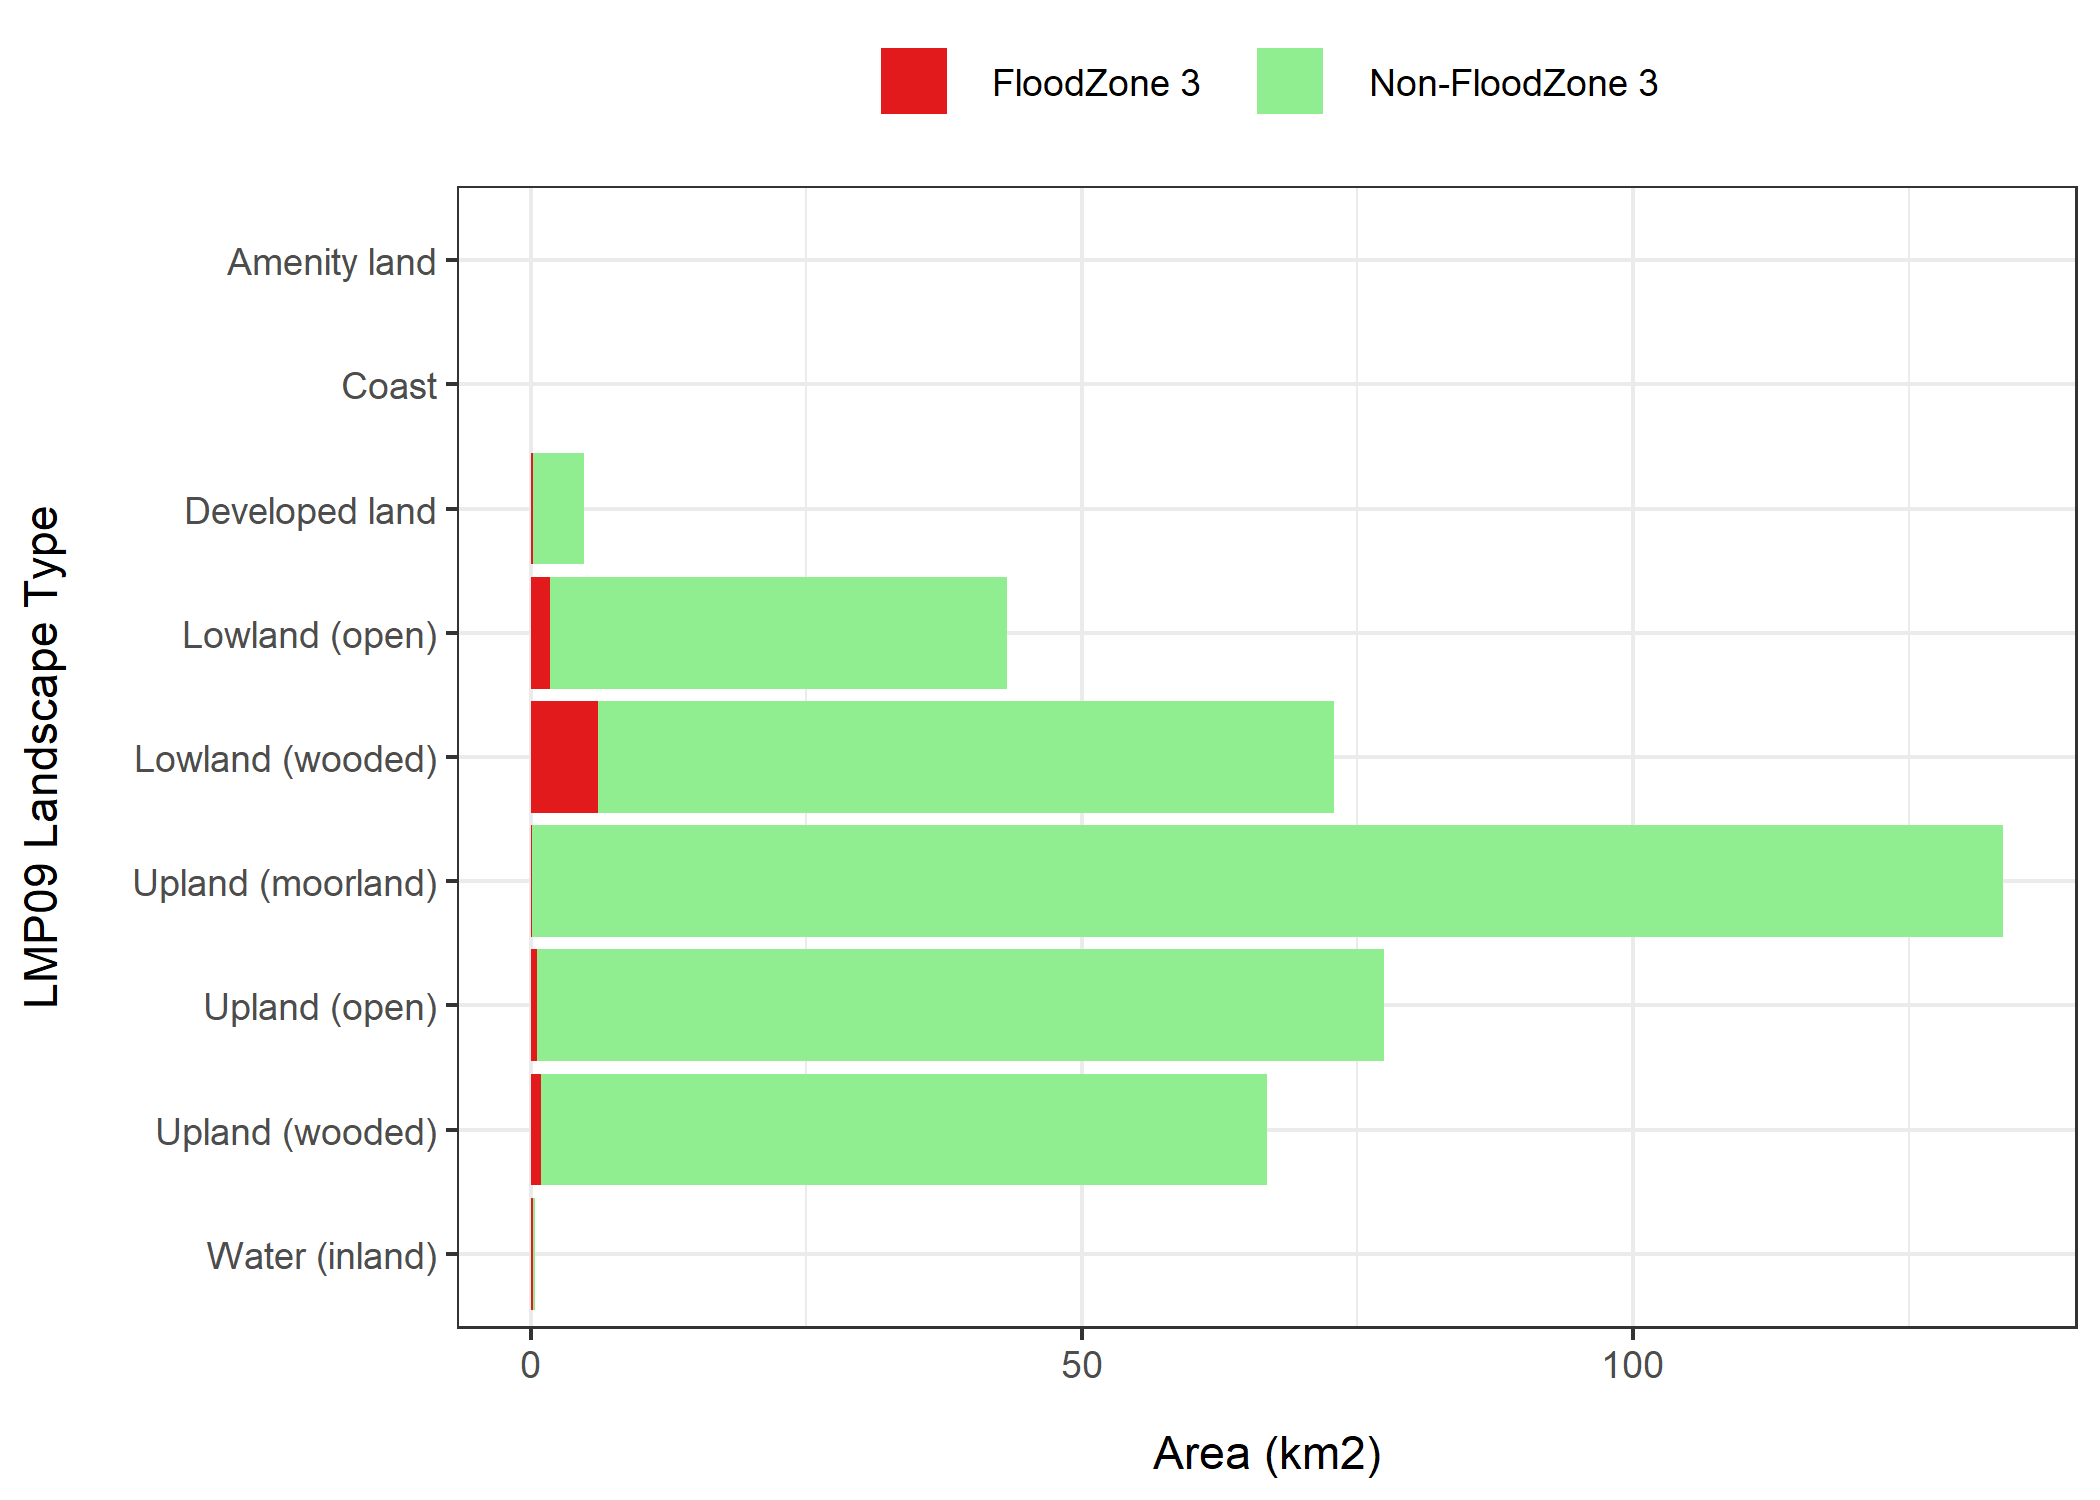 FloodZone 3
Non-FloodZone 3
LMP09 Landscape Type
Amenity land
Coast
Developed land
Lowland (open)
Lowland (wooded)
Upland (moorland)
Upland (open)
Upland (wooded)
Water (inland)
0
50
100
Area (km2)